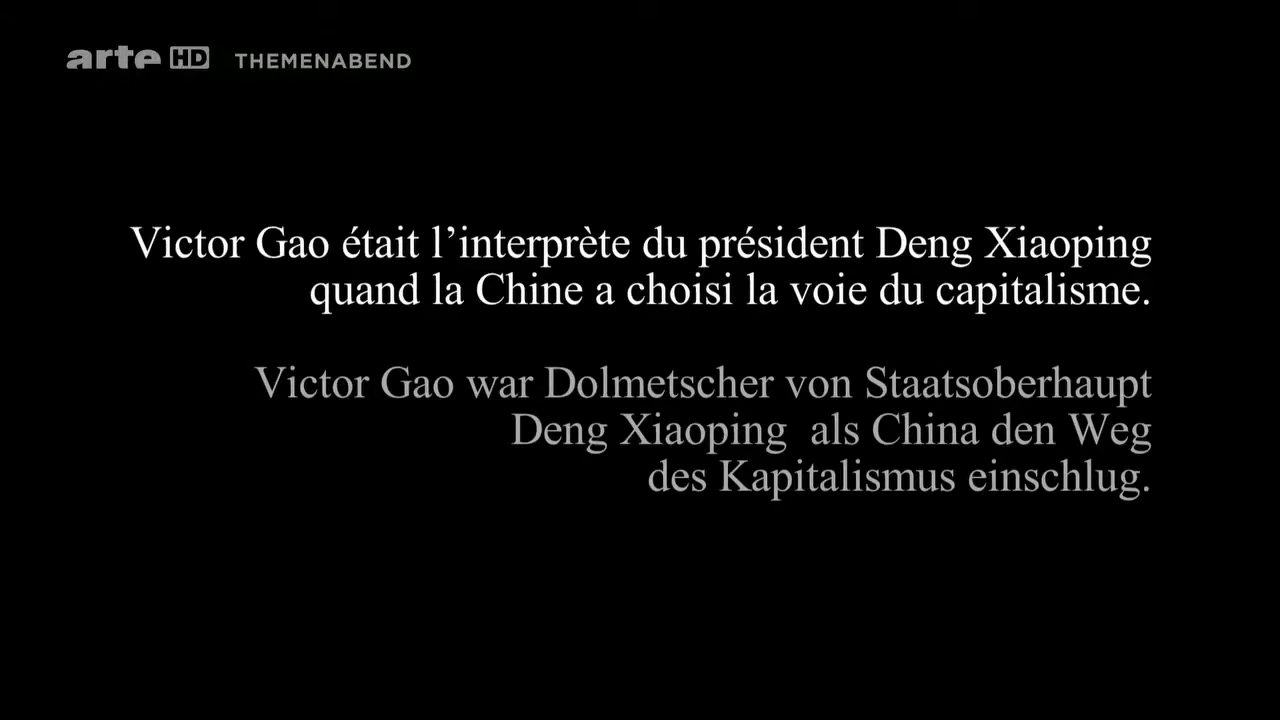 arte HD THEMENABEND
Victor Gao était l’interprète du président Deng Xiaoping
quand la Chine a choisi la voie du capitalisme.
Victor Gao war Dolmetscher von Staatsoberhaupt
Deng Xiaoping  als China den Weg
des Kapitalismus einschlug.